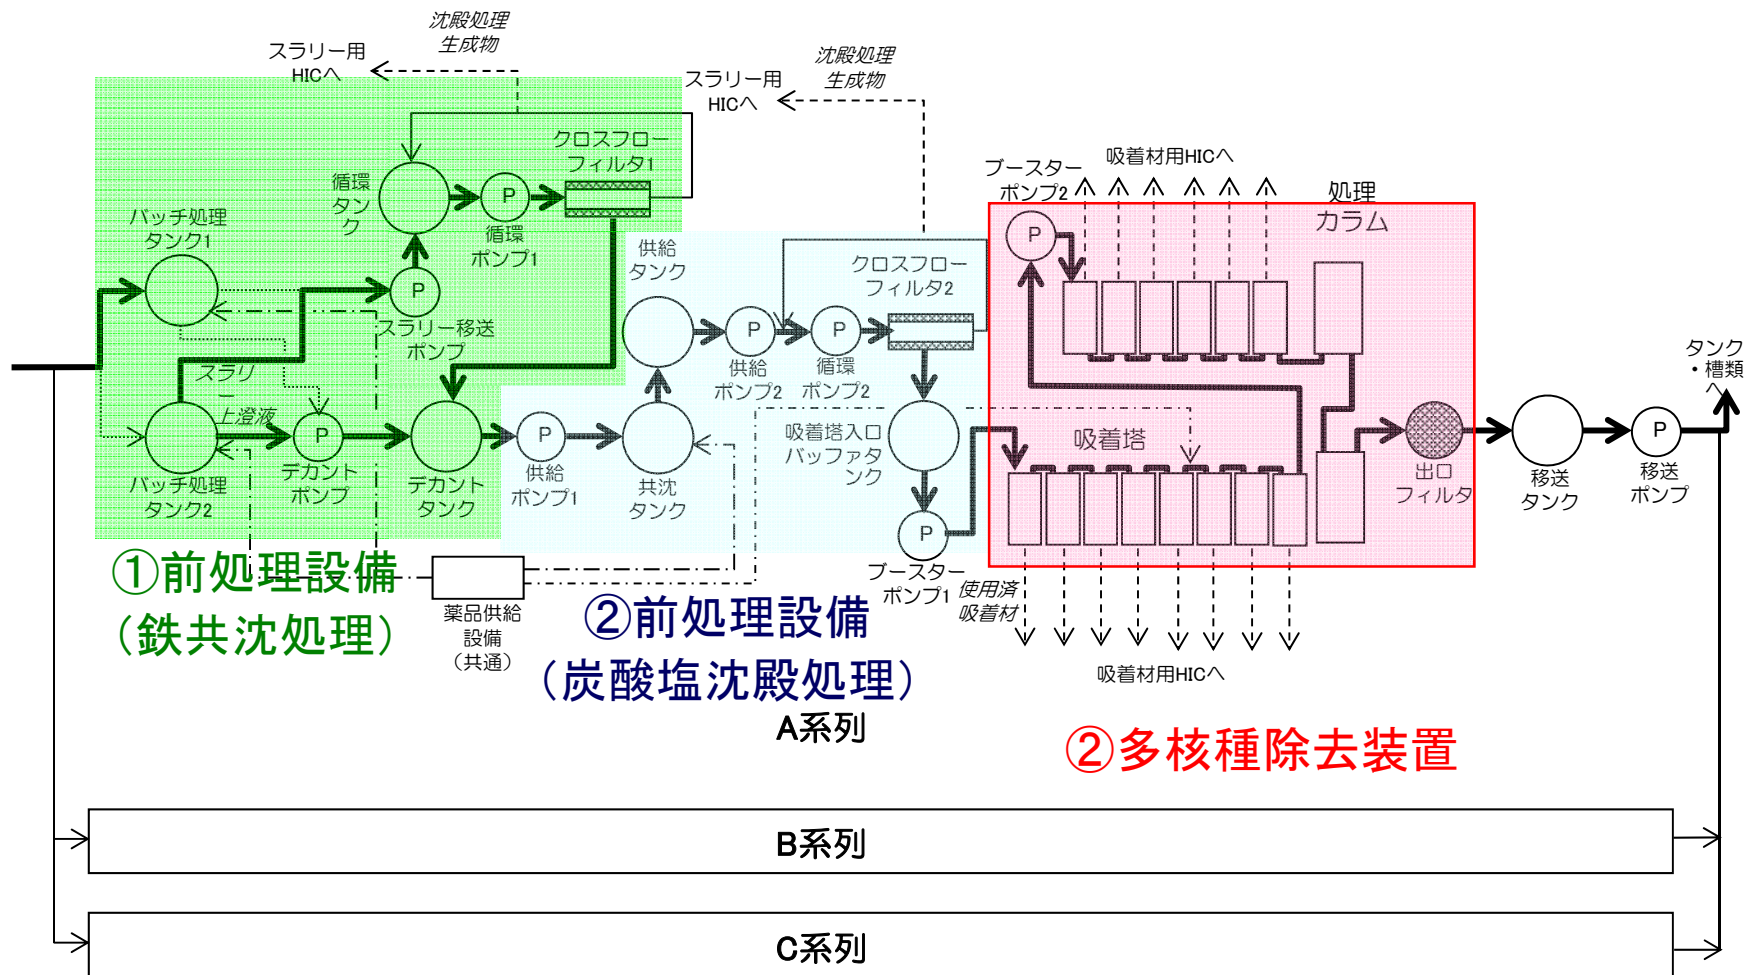 沈殿処理
生成物
スラリー用
HICへ
沈殿処理
生成物
スラリー用
HICへ
クロスフロー
フィルタ1
循環
タン
ク
P
P
循環
ポンプ1
バッチ処理
タンク1
P
スラリー移送
ポンプ
スラリ
ー
上澄液
バッチ処理
タンク2
P
デカント
ポンプ
デカント
タンク
供給
タンク
クロスフロー
フィルタ2
P
供給
ポンプ2
P
循環
ポンプ2
P
供給
ポンプ1
共沈
タンク
吸着塔入口
バッファタ
ンク
P
ブースター
ポンプ1
ブースター
ポンプ2
P
吸着材用HICへ
処理
カラム
吸着塔
出口
フィルタ
使用済
吸着材
吸着材用HICへ
移送
タンク
P
移送
ポンプ
タンク
・槽類
へ
①前処理設備
（鉄共沈処理）
薬品供給
設備
（共通）
②前処理設備
（炭酸塩沈殿処理）
A系列
②多核種除去装置
B系列
C系列